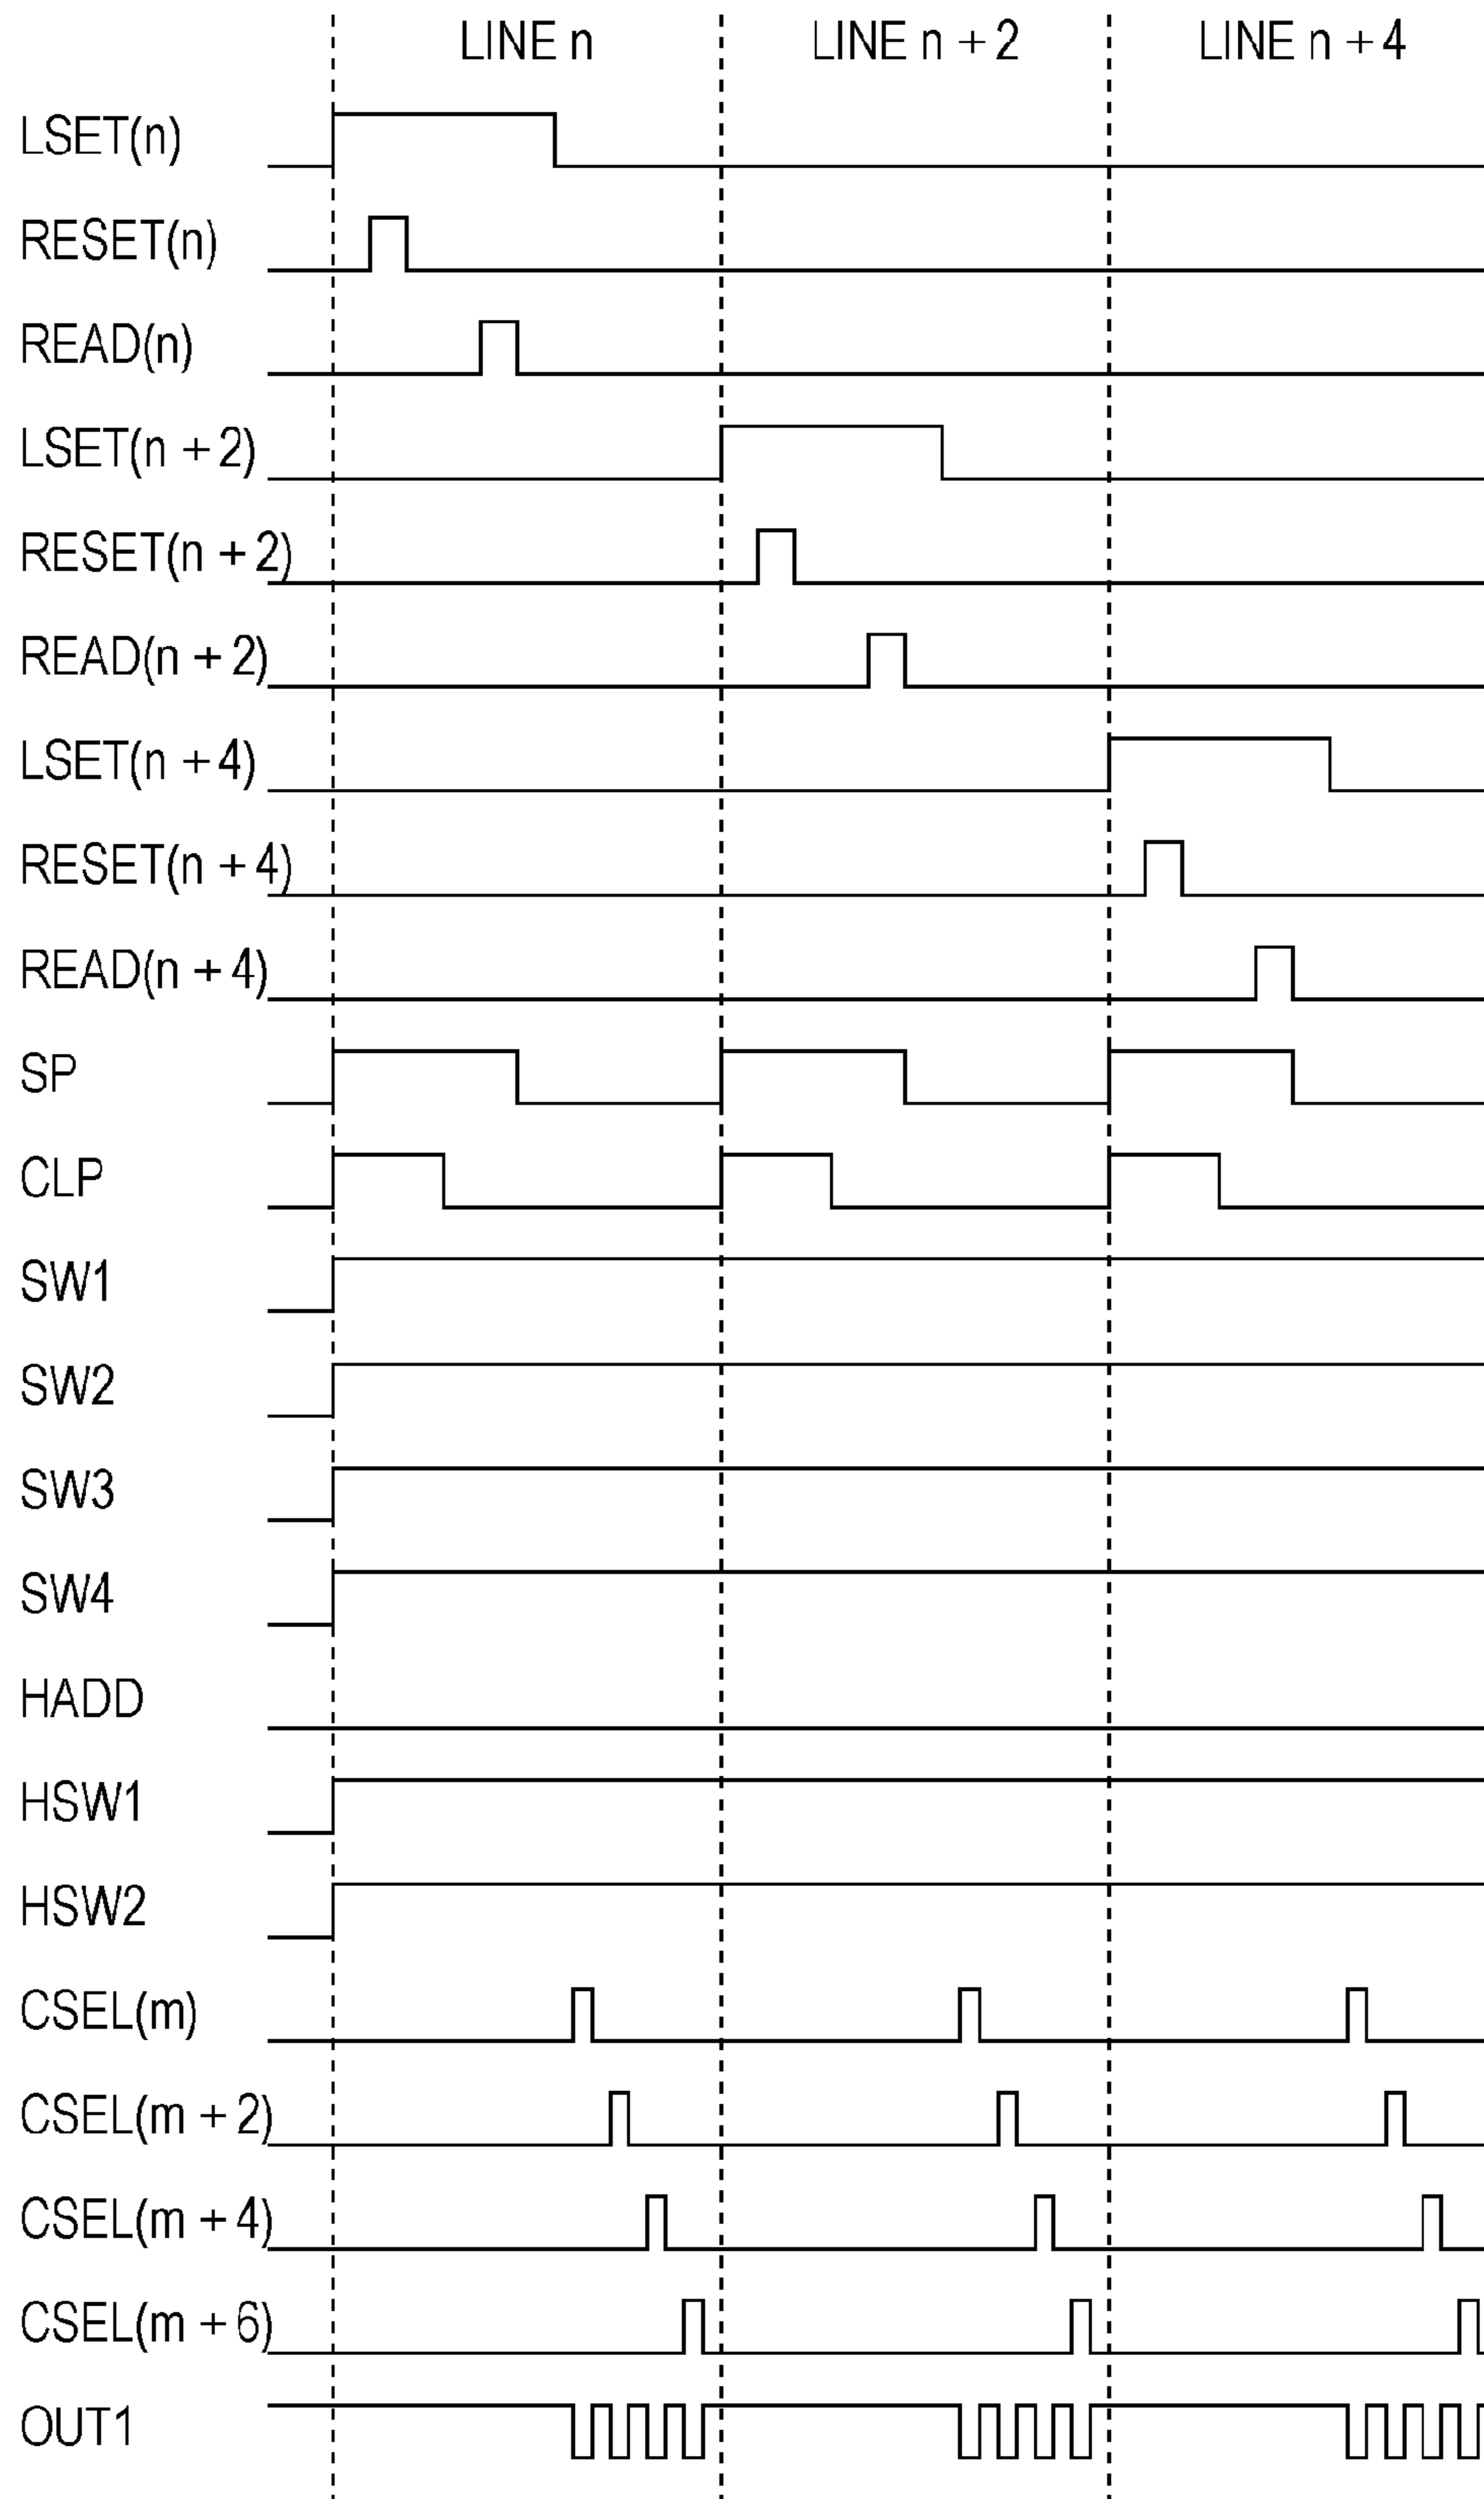 LINE n LINE n + 2 LINE n + 4
LSET(n)
RESET(n)
READ(n)
LSET(n + 2)
RESET(n + 2)
READ(n + 2)
LSET(n + 4)
RESET(n + 4)
READ(n + 4)
SP
CLP
SW1
SW2
SW3
SW4
HADD
HSW1
HSW2
CSEL(m)
CSEL(m + 2)
CSEL(m + 4)
CSEL(m + 6)
OUT1